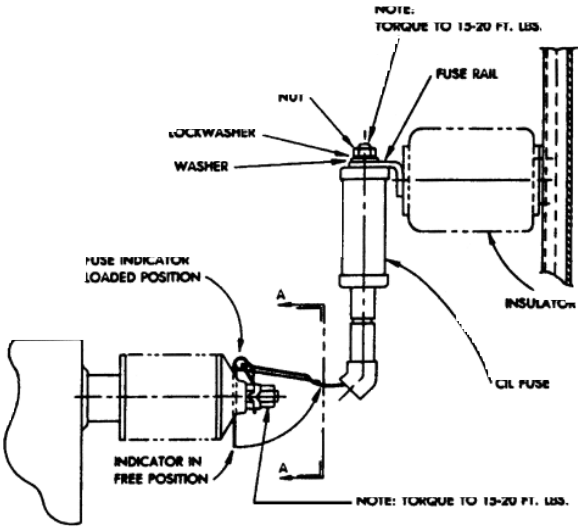 NOTE:
TORQUE TO 15-20 FT. LBS.
FUSE RAIL
NUT
LOCKWASHER
WASHER
FUSE INDICATOR
LOADED POSITION
A
INSULATOR
CIL FUSE
INDICATOR IN
FREE POSITION
A
NOTE: TORQUE TO 15-20 FT. LBS.